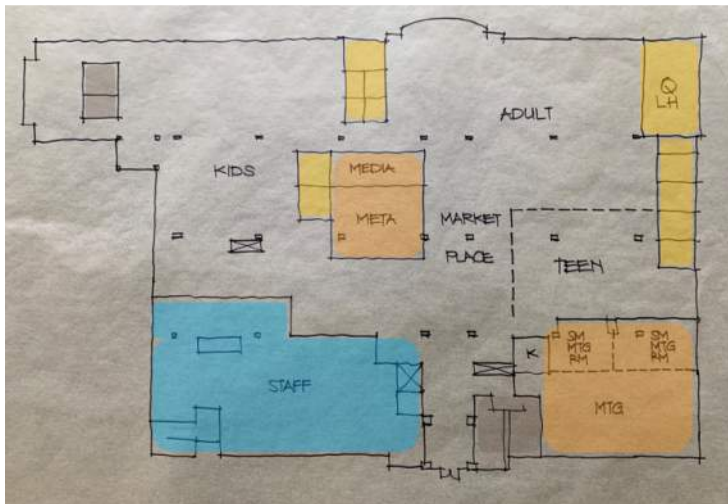 Q
LH
ADULT
KIDS
MEDIA
META
MARKET
PLACE
TEEN
K
SM
MTG
RM
SM
MTG
RM
MTG
STAFF